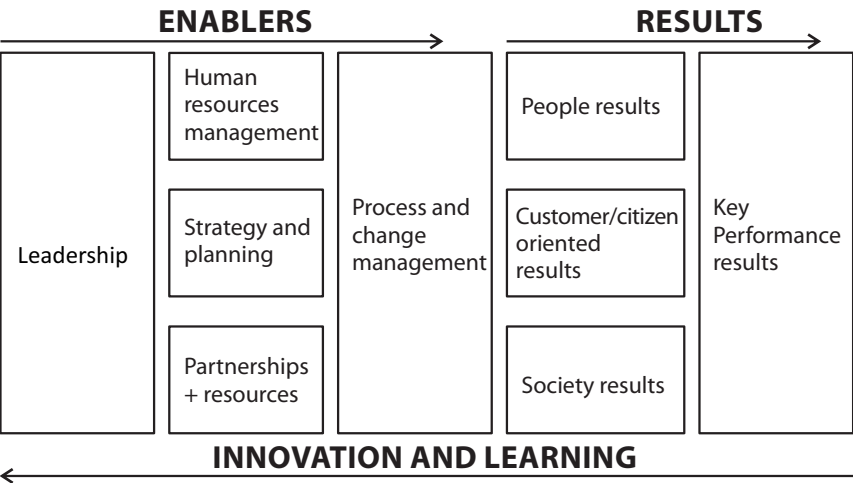 ENABLERS
RESULTS
Leadership
Human
resources
management
Strategy and
planning
Partnerships
+ resources
Process and
change
management
People results
Customer/citizen
oriented
results
Society results
Key
Performance
results
INNOVATION AND LEARNING